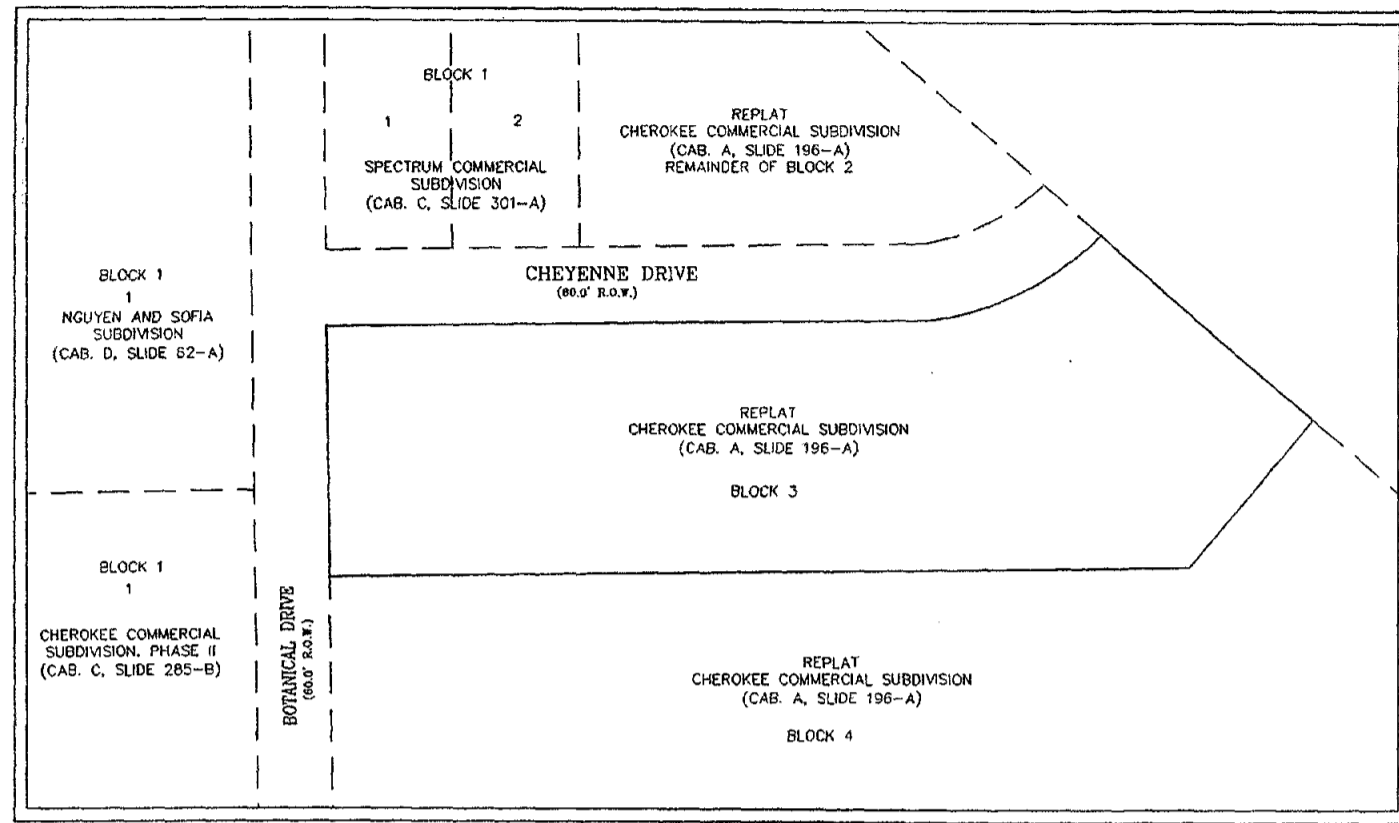 BLOCK 1
1 2
SPECTRUM COMMERCIAL
SUBDIVISION
(CAB. C, SLIDE 301-A)
REPLAT
CHEROKEE COMMERCIAL SUBDIVISION
(CAB. A, SLIDE 196-A)
REMAINDER OF BLOCK 2
BLOCK 1
1
NGUYEN AND SOFIA
SUBDIVISION
(CAB. D, SLIDE 62-A)
CHEYENNE DRIVE
(60.0' R.O.W.)
REPLAT
CHEROKEE COMMERCIAL SUBDIVISION
(CAB. A, SLIDE 196-A)
BLOCK 3
BLOCK 1
1
CHEROKEE COMMERCIAL
SUBDIVISION, PHASE II
(CAB. C, SLIDE 285-B)
BOTANICAL DRIVE
(60.0' R.O.W.)
REPLAT
CHEROKEE COMMERCIAL SUBDIVISION
(CAB. A, SLIDE 196-A)
BLOCK 4